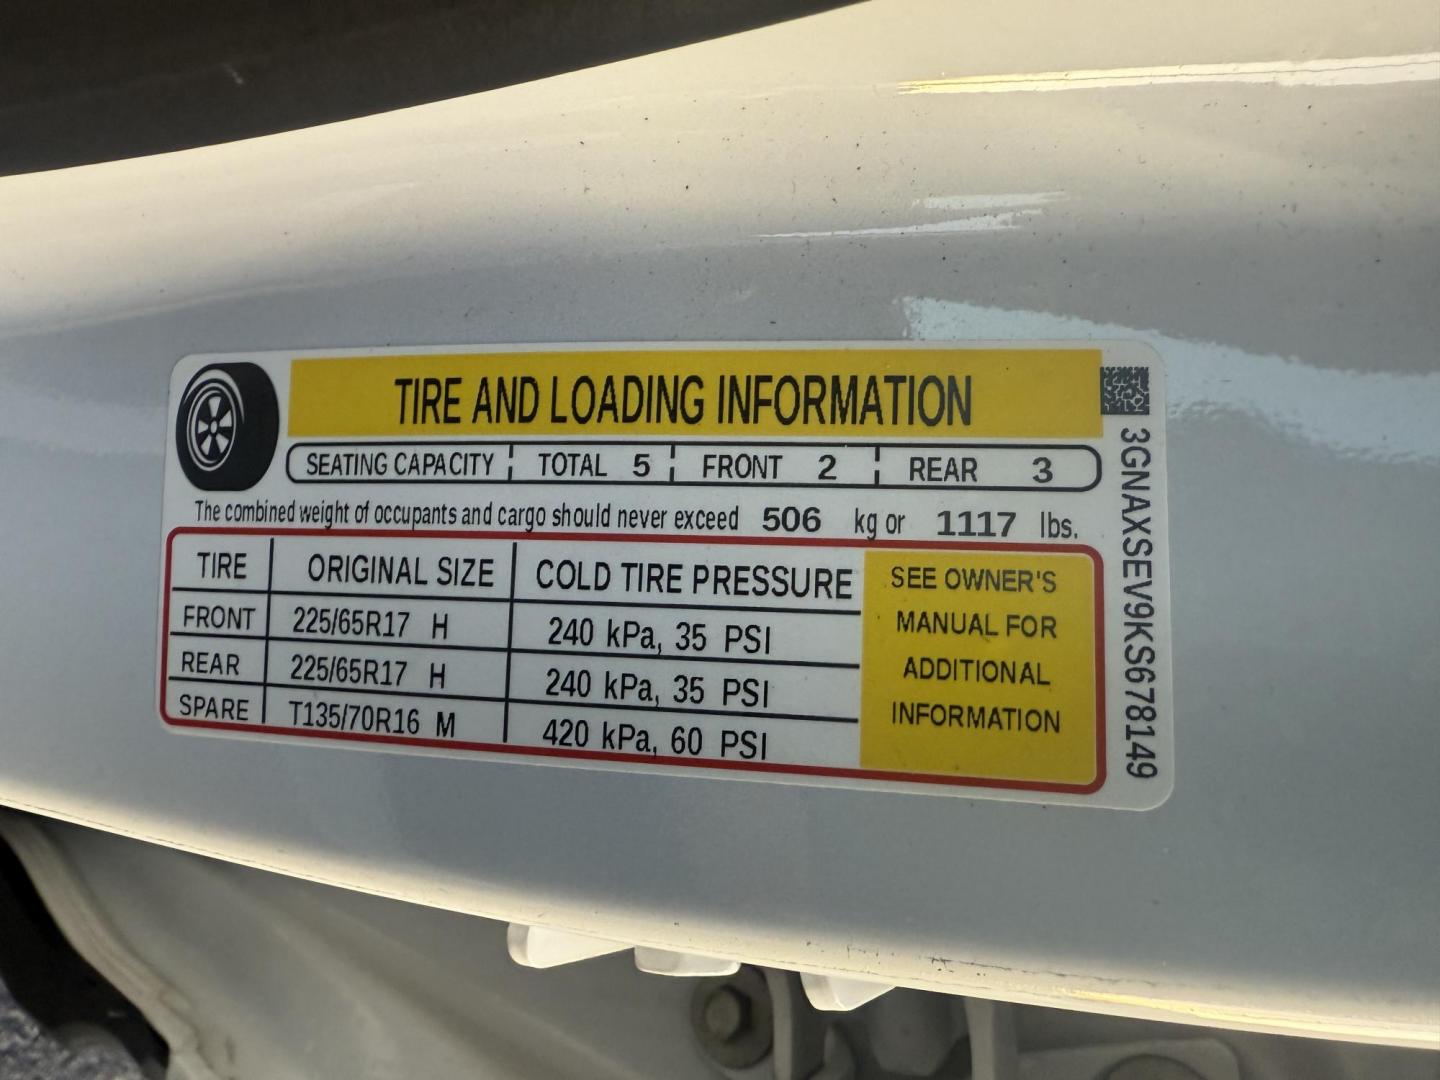 TIRE AND LOADING INFORMATION
SEATING CAPACITY TOTAL 5 FRONT 2 REAR 3
The combined weight of occupants and cargo should never exceed 506 kg or 1117 lbs.
TIRE ORIGINAL SIZE COLD TIRE PRESSURE
FRONT 225/65R17 H 240 kPa, 35 PSI
REAR 225/65R17 H 240 kPa, 35 PSI
SPARE T135/70R16 M 420 kPa, 60 PSI
SEE OWNER'S
MANUAL FOR
ADDITIONAL
INFORMATION
3GNAXSEV9KS678149